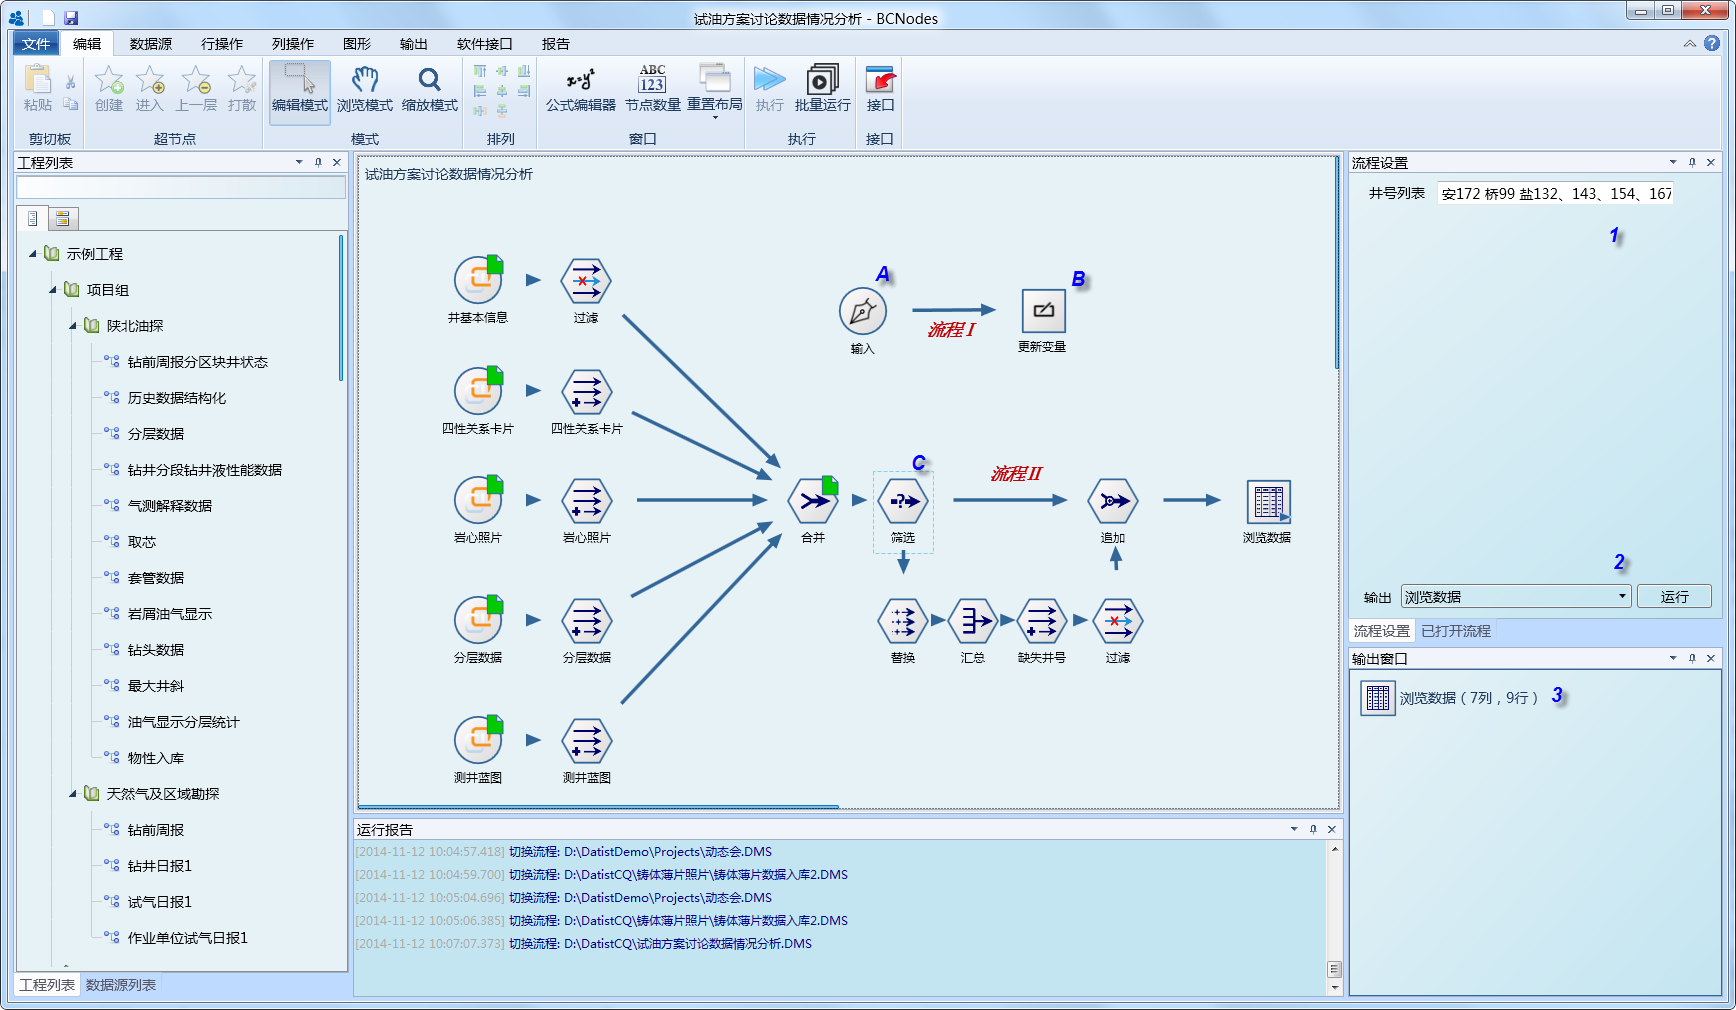 试油方案讨论数据情况分析 - BCNodes
文件 编辑 数据源 行操作 列操作 图形 输出 软件接口 报告
粘贴 创建 进入 上一层 打散 编辑模式 浏览模式 缩放模式 公式编辑器 节点数量 重置布局 执行 批量运行 接口
x=y²
ABC
123
剪切板 超节点 模式 排列 窗口 执行 接口
工程列表
示例工程
项目组
陕北油探
钻前周报分区块井状态
历史数据结构化
分层数据
钻井分段钻井液性能数据
气测解释数据
取芯
套管数据
岩屑油气显示
钻头数据
最大井斜
油气显示分层统计
物性入库
天然气及区域勘探
钻前周报
钻井日报1
试气日报1
作业单位试气日报1
工程列表 数据源列表
试油方案讨论数据情况分析
A
B
井基本信息 过滤
输入
流程 I
更新变量
四性关系卡片 四性关系卡片
C
流程 II
岩心照片 岩心照片 合并 筛选 追加 浏览数据
分层数据 分层数据 替换 汇总 缺失井号 过滤
测井蓝图 测井蓝图
运行报告
[2014-11-12 10:04:57.418] 切换流程: D:\DatistDemo\Projects\动态会.DMS
[2014-11-12 10:04:59.700] 切换流程: D:\DatistCQ\铸体薄片照片\铸体薄片数据入库2.DMS
[2014-11-12 10:05:04.696] 切换流程: D:\DatistDemo\Projects\动态会.DMS
[2014-11-12 10:05:06.385] 切换流程: D:\DatistCQ\铸体薄片照片\铸体薄片数据入库2.DMS
[2014-11-12 10:07:07.373] 切换流程: D:\DatistCQ\试油方案讨论数据情况分析.DMS
流程设置
井号列表 安172 桥99 盐132、143、154、167
1
2
输出 浏览数据 运行
流程设置 已打开流程
输出窗口
浏览数据（7列，9行） 3